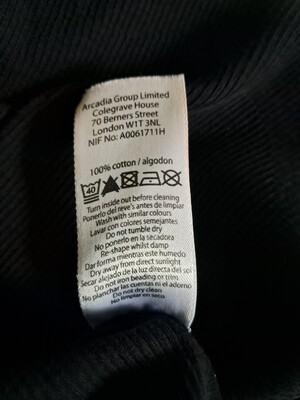 Arcadia Group Limited
Colegrave House
70 Berners Street
London W1T 3NL
NIF No: A0061711H
100% cotton / algodon
40
Turn inside out before cleaning
Ponerlo del reve's antes de limpiar
Wash with similar colours
Lavar con colores semejantes
Do not tumble dry
No ponerlo en la secadora
Re-shape whilst damp
Dar forma mientras este humedo
Dry away from direct sunlight
Secar alejado de la luz directa del sol
Do not iron beading or trim
No planchar las cuentas ni el adorno
Do not dry clean
No limpiar en seco